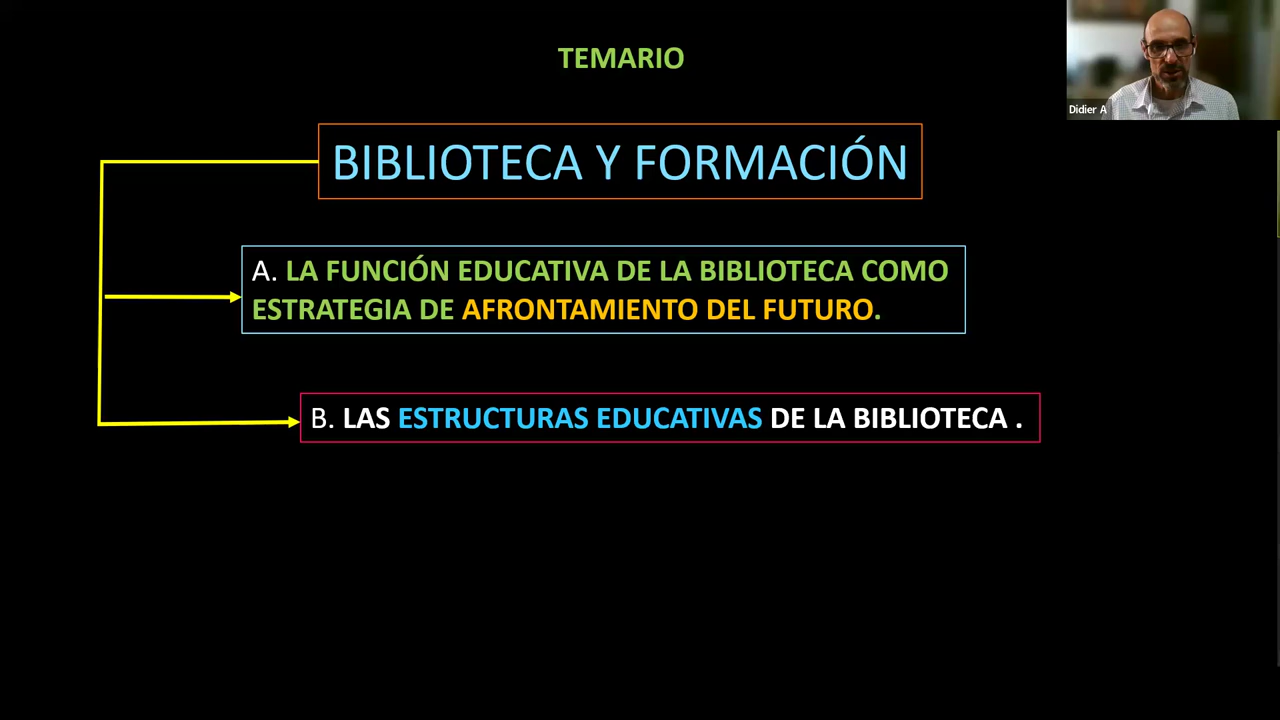 TEMARIO
Didier A
BIBLIOTECA Y FORMACIÓN
A. LA FUNCIÓN EDUCATIVA DE LA BIBLIOTECA COMO
ESTRATEGIA DE AFRONTAMIENTO DEL FUTURO.
B. LAS ESTRUCTURAS EDUCATIVAS DE LA BIBLIOTECA .